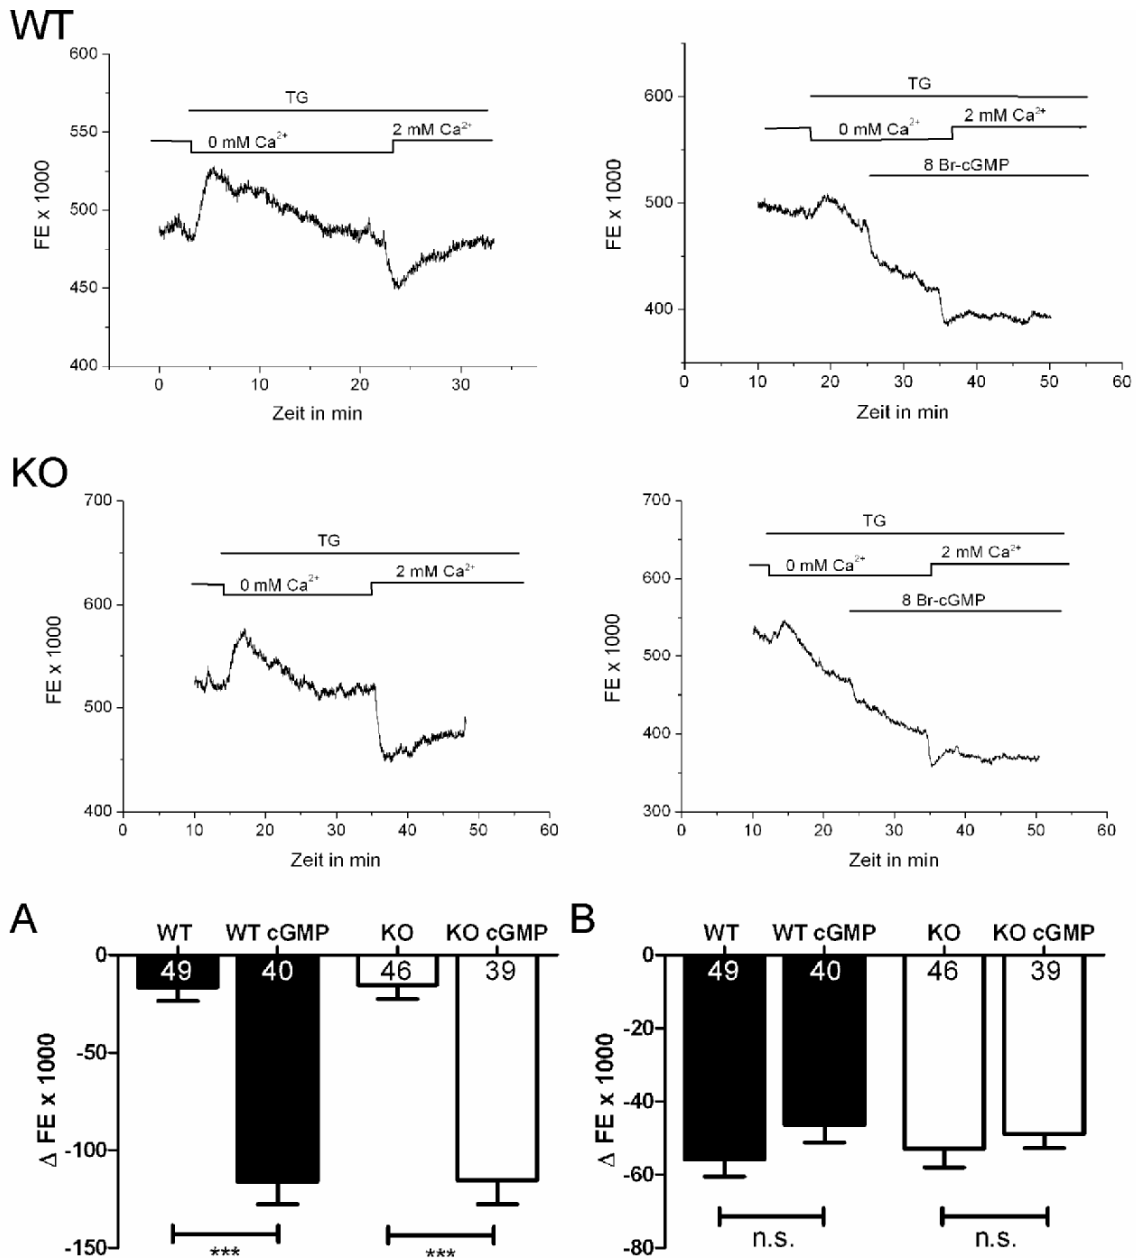 WT
600
550
500
450
400
FE x 1000
TG
0 mM Ca²⁺
2 mM Ca²⁺
0 10 20 30
Zeit in min
600
500
400
FE x 1000
TG
0 mM Ca²⁺
2 mM Ca²⁺
8 Br-cGMP
0 10 20 30 40 50 60
Zeit in min
KO
700
600
500
400
FE x 1000
TG
0 mM Ca²⁺
2 mM Ca²⁺
0 10 20 30 40 50 60
Zeit in min
700
600
500
400
300
FE x 1000
TG
0 mM Ca²⁺
2 mM Ca²⁺
8 Br-cGMP
0 10 20 30 40 50 60
Zeit in min
A
WT WT cGMP KO KO cGMP
0
-50
-100
-150
Δ FE x 1000
49 40 46 39
*** ***
B
WT WT cGMP KO KO cGMP
0
-20
-40
-60
-80
Δ FE x 1000
49 40 46 39
n.s. n.s.